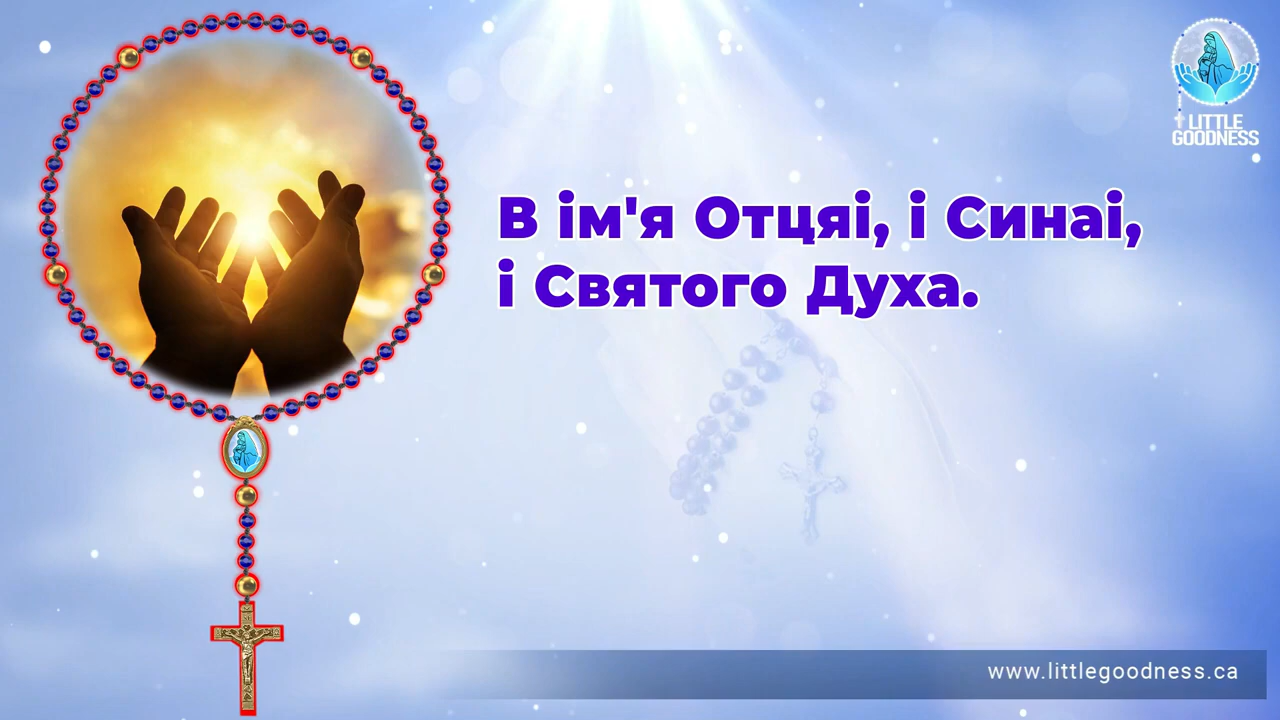 LITTLE
GOODNESS
В ім'я Отцяі, і Синаі,
і Святого Духа.
www.littlegoodness.ca